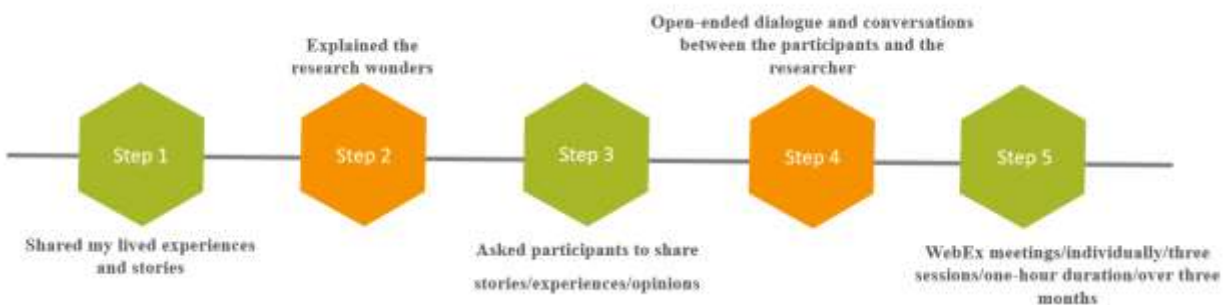 Open-ended dialogue and conversations
between the participants and the
researcher
Explained the
research wonders
Step 1
Step 2
Step 3
Step 4
Step 5
Shared my lived experiences
and stories
Asked participants to share
stories/experiences/opinions
WebEx meetings/individually/three
sessions/one-hour duration/over three
months